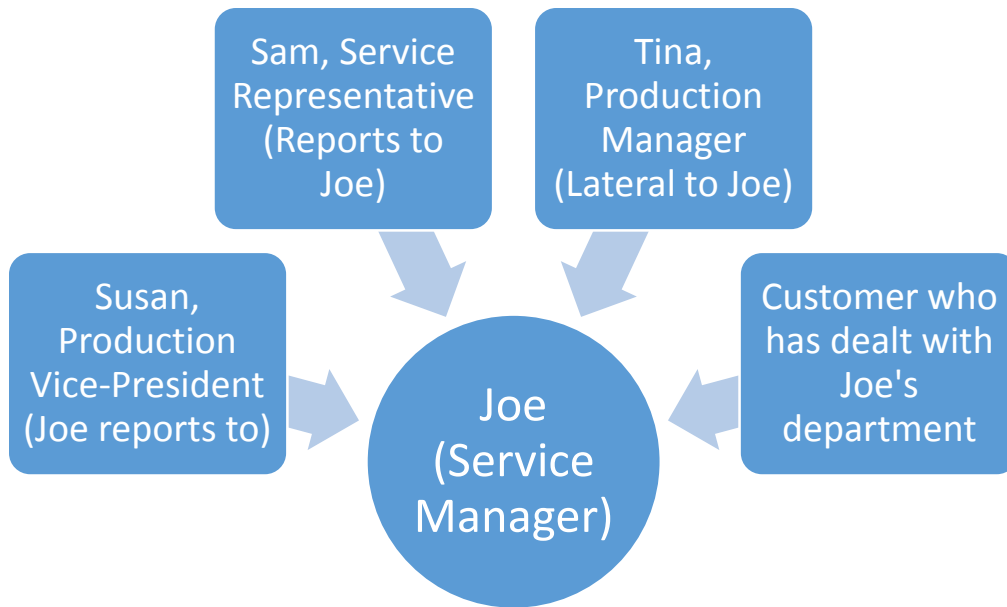 Sam, Service
Representative
(Reports to
Joe)
Tina,
Production
Manager
(Lateral to Joe)
Susan,
Production
Vice-President
(Joe reports to)
Customer who
has dealt with
Joe's
department
Joe
(Service
Manager)